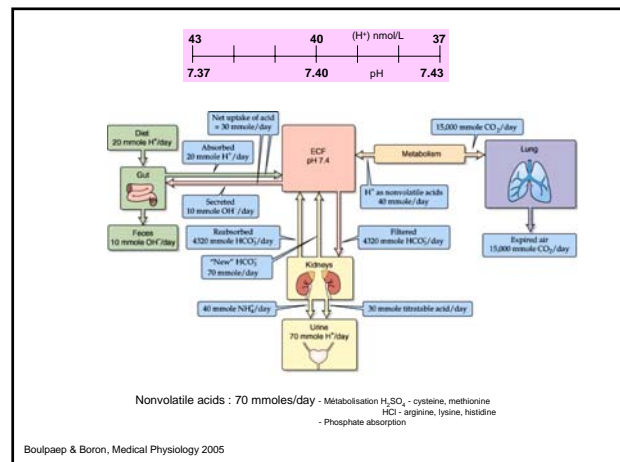 43 40 (H+) nmol/L 37
7.37 7.40 pH 7.43
Net uptake of acid
= 30 mmole/day
Diet
20 mmole H+/day
Absorbed
20 mmole H+/day
Gut
Secreted
10 mmole OH–/day
Feces
10 mmole OH–/day
ECF
pH 7.4
Metabolism
15,000 mmole CO2/day
Lung
H+ as nonvolatile acids
40 mmole/day
Expired air
15,000 mmole CO2/day
Reabsorbed
4320 mmole HCO3–/day
Filtered
4320 mmole HCO3–/day
"New" HCO3–
70 mmole/day
Kidneys
40 mmole NH4+/day
30 mmole titratable acid/day
Urine
70 mmole H+/day
Nonvolatile acids : 70 mmoles/day - Métabolisation H2SO4 - cysteine, methionine
HCl - arginine, lysine, histidine
- Phosphate absorption
Boulpaep & Boron, Medical Physiology 2005